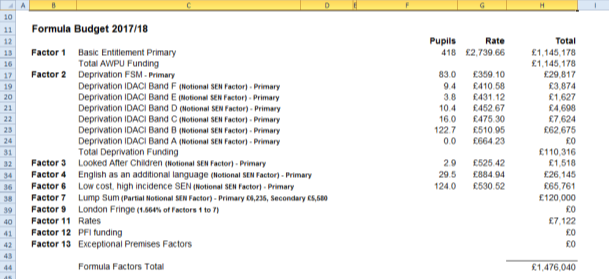 A B C D E F G H I
10
11 Formula Budget 2017/18
12 Pupils Rate Total
13 Factor 1 Basic Entitlement Primary 418 £2,739.66 £1,145,178
16 Total AWPU Funding £1,145,178
17 Factor 2 Deprivation FSM - Primary 83.0 £359.10 £29,817
19 Deprivation IDACI Band F (Notional SEN Factor) - Primary 9.4 £410.58 £3,874
20 Deprivation IDACI Band E (Notional SEN Factor) - Primary 3.8 £431.12 £1,627
21 Deprivation IDACI Band D (Notional SEN Factor) - Primary 10.4 £452.67 £4,698
22 Deprivation IDACI Band C (Notional SEN Factor) - Primary 16.0 £475.30 £7,624
23 Deprivation IDACI Band B (Notional SEN Factor) - Primary 122.7 £510.95 £62,675
24 Deprivation IDACI Band A (Notional SEN Factor) - Primary 0.0 £664.23 £0
31 Total Deprivation Funding £110,316
32 Factor 3 Looked After Children (Notional SEN Factor) - Primary 2.9 £525.42 £1,518
34 Factor 4 English as an additional language (Notional SEN Factor) - Primary 29.5 £884.94 £26,145
36 Factor 6 Low cost, high incidence SEN (Notional SEN Factor) - Primary 124.0 £530.52 £65,761
38 Factor 7 Lump Sum (Partial Notional SEN Factor) - Primary £6,235, Secondary £5,580 £120,000
39 Factor 9 London Fringe (1.564% of Factors 1 to 7) £0
40 Factor 11 Rates £7,122
41 Factor 12 PFI funding £0
42 Factor 13 Exceptional Premises Factors £0
43
44 Formula Factors Total £1,476,040